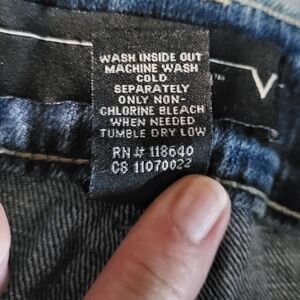 WASH INSIDE OUT
MACHINE WASH
COLD
SEPARATELY
ONLY NON-
CHLORINE BLEACH
WHEN NEEDED
TUMBLE DRY LOW
RN# 118640
CS 11070022
V